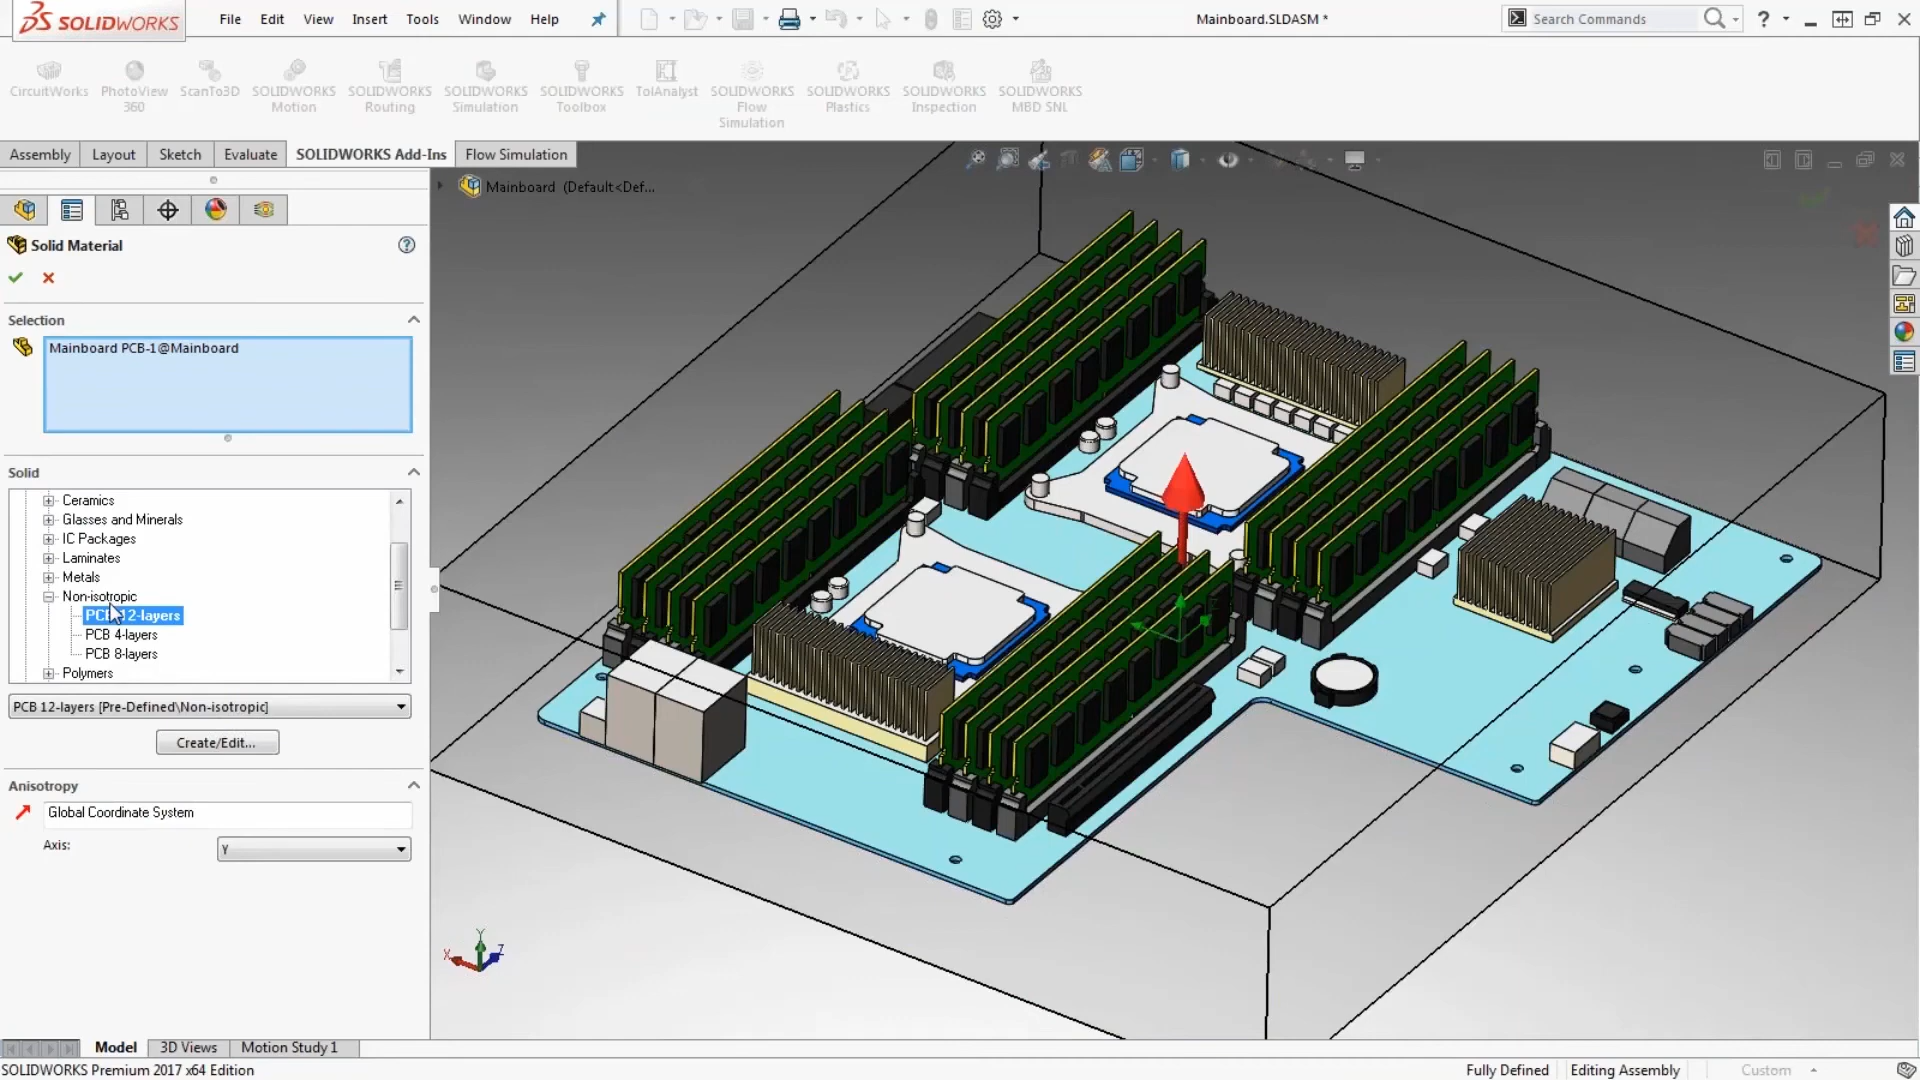 SOLIDWORKS
File Edit View Insert Tools Window Help
Mainboard.SLDASM *
Search Commands
CircuitWorks
PhotoView
360
ScanTo3D
SOLIDWORKS
Motion
SOLIDWORKS
Routing
SOLIDWORKS
Simulation
SOLIDWORKS
Toolbox
TolAnalyst
SOLIDWORKS
Flow
Simulation
SOLIDWORKS
Plastics
SOLIDWORKS
Inspection
SOLIDWORKS
MBD SNL
Assembly Layout Sketch Evaluate SOLIDWORKS Add-Ins Flow Simulation
Mainboard (Default<Def...
Solid Material
Selection
Mainboard PCB-1@Mainboard
Solid
Ceramics
Glasses and Minerals
IC Packages
Laminates
Metals
Non-isotropic
PCB 12-layers
PCB 4-layers
PCB 8-layers
Polymers
PCB 12-layers [Pre-Defined\Non-isotropic]
Create/Edit...
Anisotropy
Global Coordinate System
Axis: Y
Y
X
Z
Model 3D Views Motion Study 1
SOLIDWORKS Premium 2017 x64 Edition
Fully Defined Editing Assembly Custom